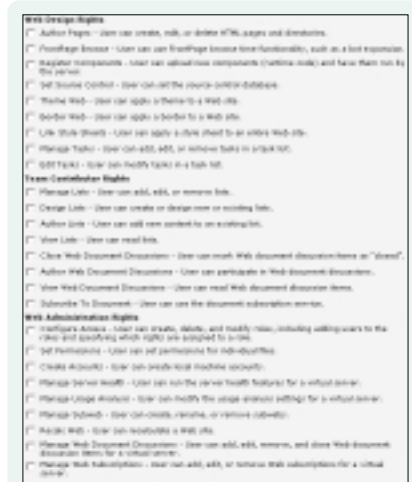 Web Design Rights
Author Pages - User can create, edit, or delete HTML pages and directories.
FrontPage Browse - User can use FrontPage browse-time functionality, such as a bot expansion.
Register Components - User can upload new components (runtime code) and have them run by
the server.
Set Source Control - User can set the source control database.
Theme Web - User can apply a theme to a Web site.
Border Web - User can apply a border to a Web site.
Link Style Sheets - User can apply a style sheet to an entire Web site.
Manage Tasks - User can add, edit, or remove tasks in a task list.
Edit Tasks - User can modify tasks in a task list.
Team Contributor Rights
Manage Lists - User can add, edit, or remove lists.
Design Lists - User can create or design new or existing lists.
Author Lists - User can add new content to an existing list.
View Lists - User can read lists.
Close Web Document Discussions - User can mark Web document discussion items as "closed".
Author Web Document Discussions - User can participate in Web document discussions.
View Web Document Discussions - User can read Web document discussion items.
Subscribe To Document - User can use the document subscription service.
Web Administration Rights
Configure Access - User can create, delete, and modify roles, including adding users to the
roles and specifying which rights are assigned to a role.
Set Permissions - User can set permissions for individual files.
Create Accounts - User can create local machine accounts.
Manage Server Health - User can run the server health features for a virtual server.
Manage Usage Analysis - User can modify the usage analysis settings for a virtual server.
Manage Subweb - User can create, rename, or remove subwebs.
Recalc Web - User can recalculate a Web site.
Manage Web Document Discussions - User can add, edit, remove, and close Web document
discussion items for a virtual server.
Manage Web Subscriptions - User can add, edit, or remove Web subscriptions for a virtual
server.